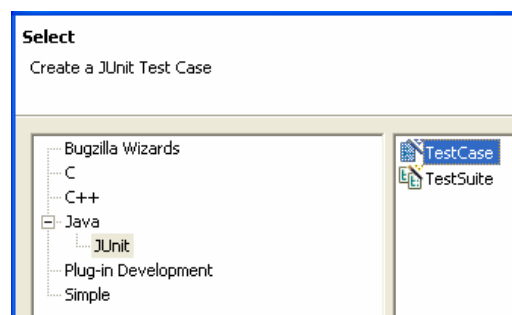 Select
Create a JUnit Test Case
Bugzilla Wizards
C
C++
Java
JUnit
Plug-in Development
Simple
TestCase
TestSuite